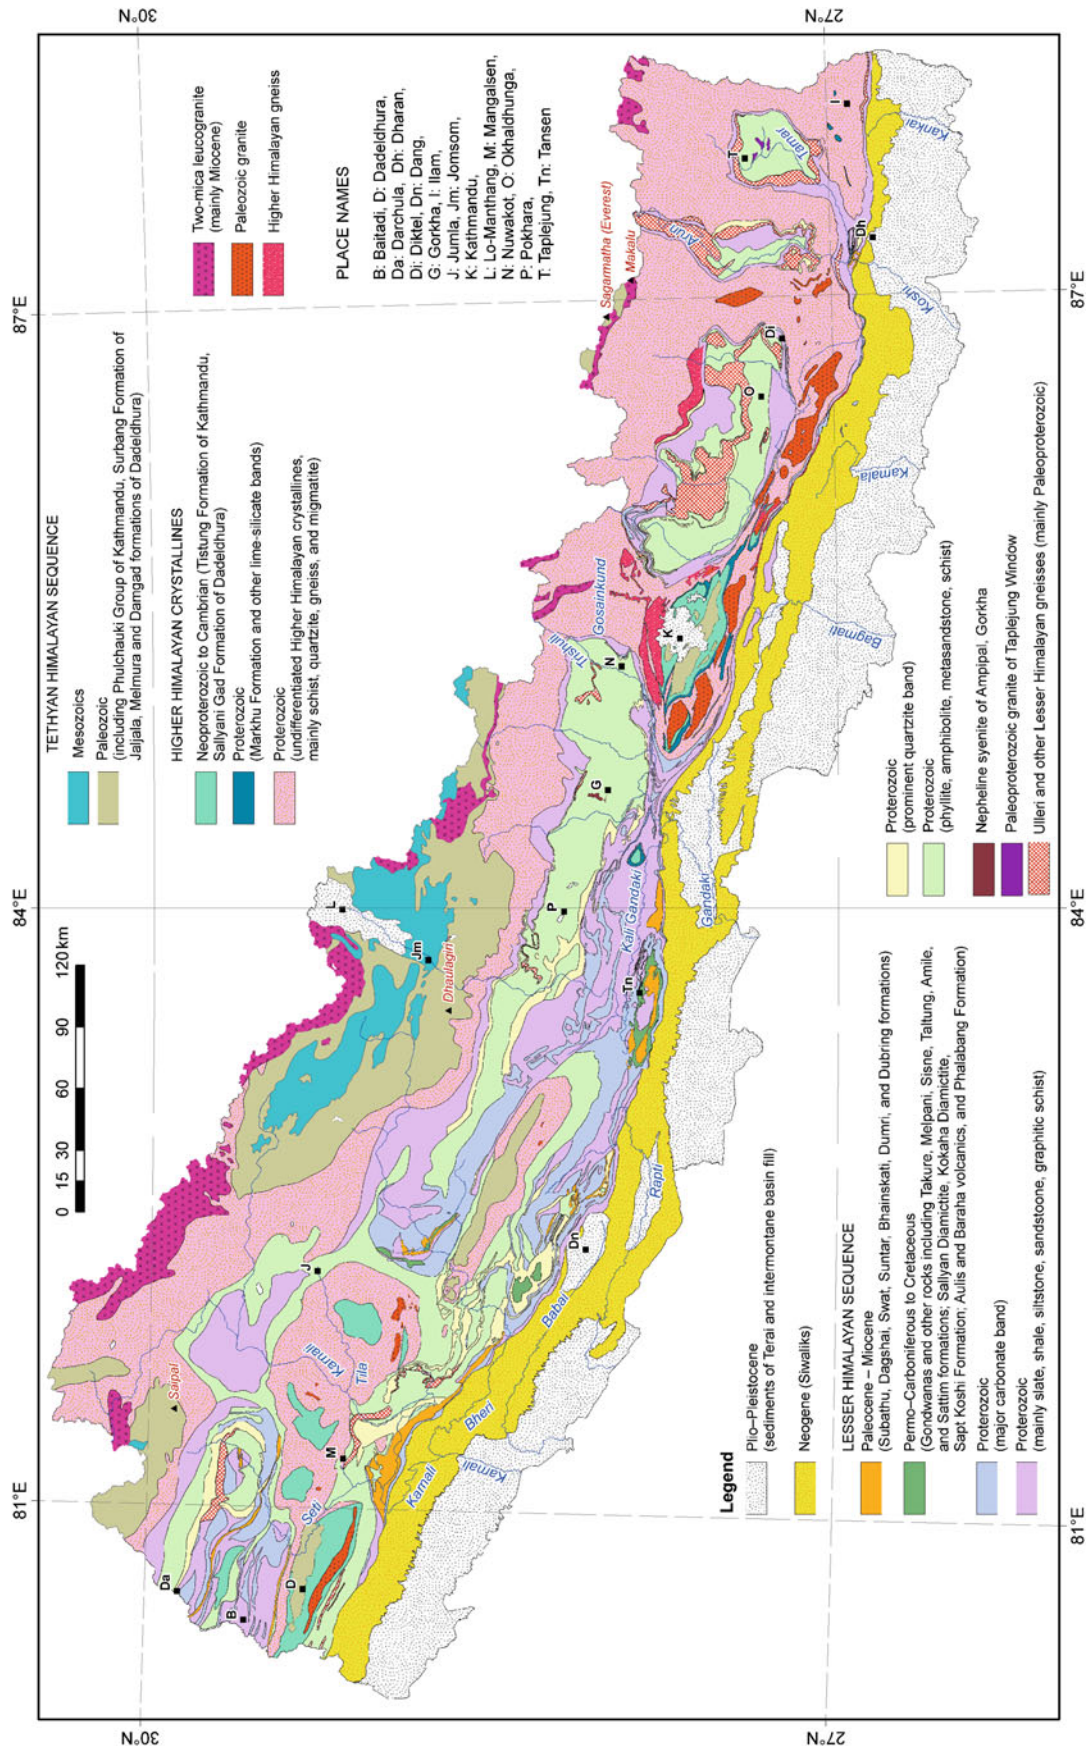 30°N
27°N
87°E
84°E
81°E
TETHYAN HIMALAYAN SEQUENCE
Mesozoics
Paleozoic
(including Phulchauki Group of Kathmandu, Surbang Formation of
Jaljala, Melmura and Damgad formations of Dadeldhura)
HIGHER HIMALAYAN CRYSTALLINES
Neoproterozoic to Cambrian (Tistung Formation of Kathmandu,
Sallyani Gad Formation of Dadeldhura)
Proterozoic
(Markhu Formation and other lime-silicate bands)
Proterozoic
(undifferentiated Higher Himalayan crystallines,
mainly schist, quartzite, gneiss, and migmatite)
Two-mica leucogranite
(mainly Miocene)
Paleozoic granite
Higher Himalayan gneiss
PLACE NAMES
B: Baitadi, D: Dadeldhura,
Da: Darchula, Dh: Dharan,
Di: Diktel, Dn: Dang,
G: Gorkha, I: Ilam,
J: Jumla, Jm: Jomsom,
K: Kathmandu,
L: Lo-Manthang, M: Mangalsen,
N: Nuwakot, O: Okhaldhunga,
P: Pokhara,
T: Taplejung, Tn: Tansen
0 15 30 60 90 120 km
Da
B
D
Saipal
Seti
M
Karnali
Tila
J
Karnali
Bheri
Karnali
Babai
Dn
Rapti
L
Jm
Dhaulagiri
P
Kali Gandaki
Tn
Gandaki
G
N
Trishuli
Gosainkund
K
Bagmati
Kamala
O
Di
Sagarmatha (Everest)
Makalu
Arun
Koshi
Dh
T
Tamar
I
Kankai
Legend
Plio–Pleistocene
(sediments of Terai and intermontane basin fill)
Neogene (Siwaliks)
LESSER HIMALAYAN SEQUENCE
Paleocene – Miocene
(Subathu, Dagshai, Swat, Suntar, Bhainskati, Dumri, and Dubring formations)
Permo–Carboniferous to Cretaceous
(Gondwanas and other rocks including Takure, Melpani, Sisne, Taltung, Amile,
and Sattim formations; Saliyan Diamictite, Kokaha Diamictite,
Sapt Koshi Formation; Aulis and Baraha volcanics, and Phalabang Formation)
Proterozoic
(major carbonate band)
Proterozoic
(mainly slate, shale, siltstone, sandstoone, graphitic schist)
Proterozoic
(prominent quartzite band)
Proterozoic
(phyllite, amphibolite, metasandstone, schist)
Nepheline syenite of Ampipal, Gorkha
Paleoproterozoic granite of Taplejung Window
Ulleri and other Lesser Himalayan gneisses (mainly Paleoproterozoic)
81°E
84°E
87°E
30°N
27°N